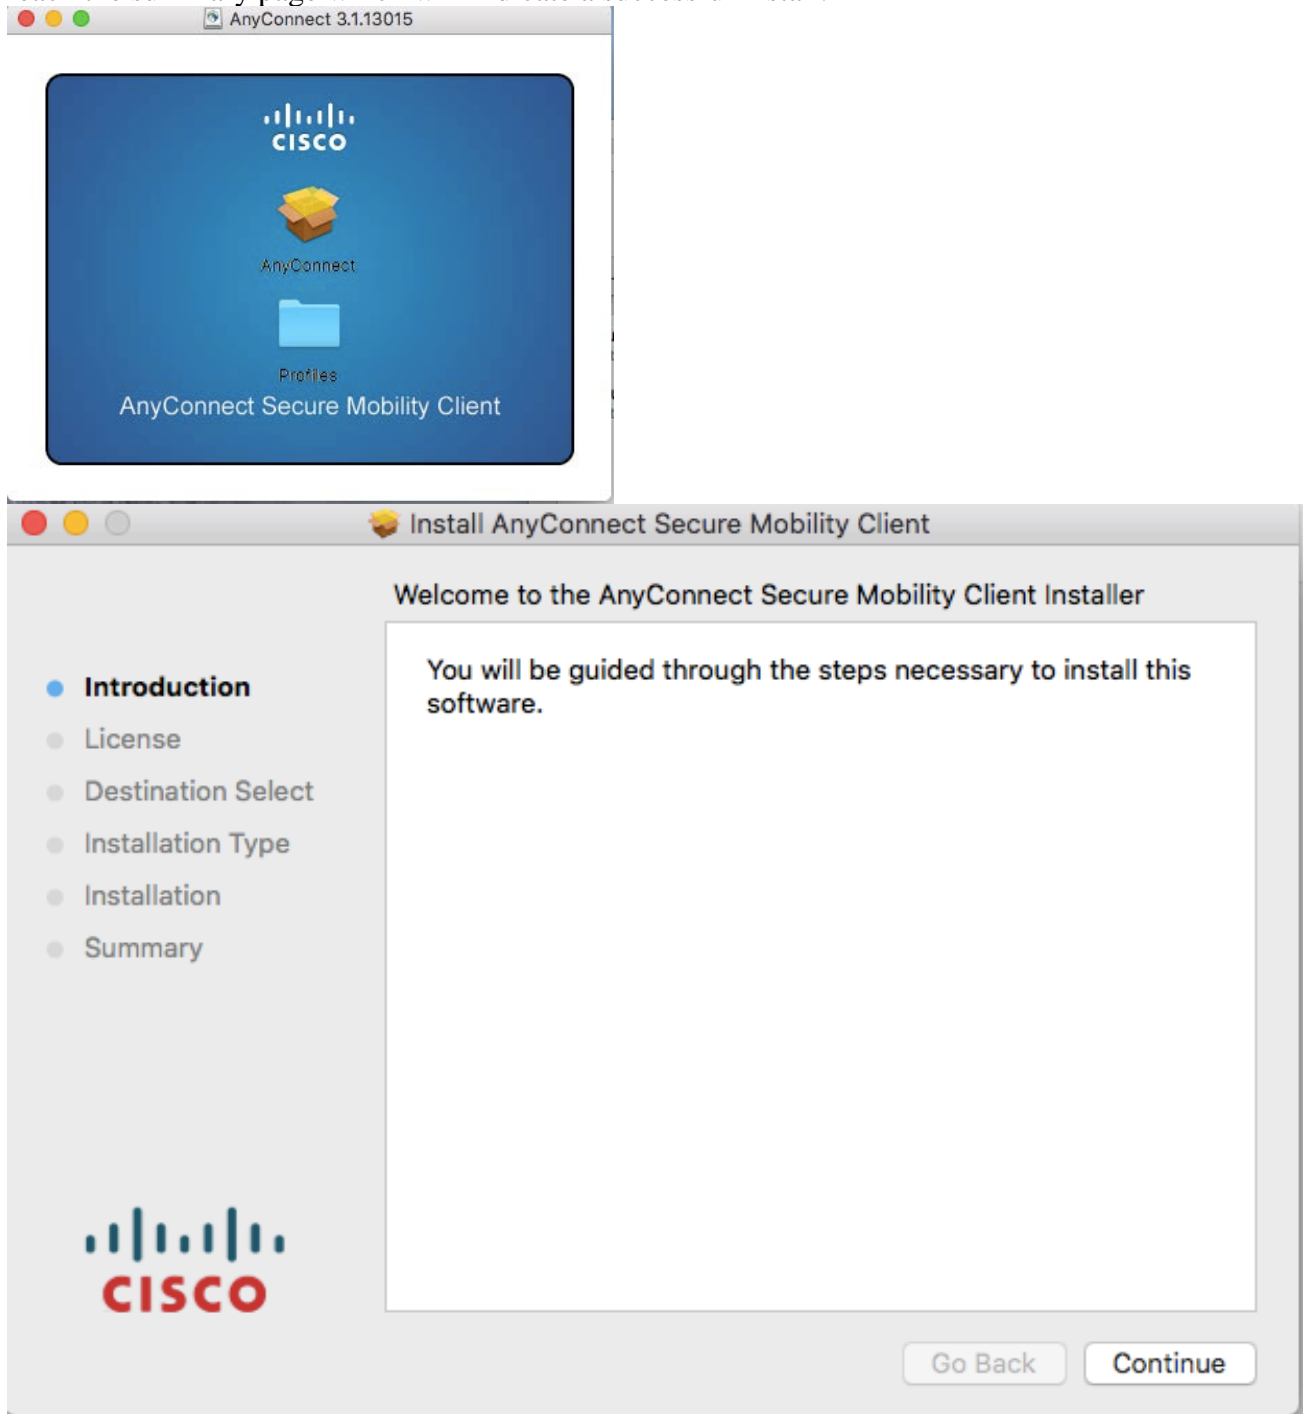 AnyConnect 3.1.13015
CISCO
AnyConnect
Profiles
AnyConnect Secure Mobility Client
Install AnyConnect Secure Mobility Client
Welcome to the AnyConnect Secure Mobility Client Installer
You will be guided through the steps necessary to install this
software.
Introduction
License
Destination Select
Installation Type
Installation
Summary
CISCO
Go Back
Continue